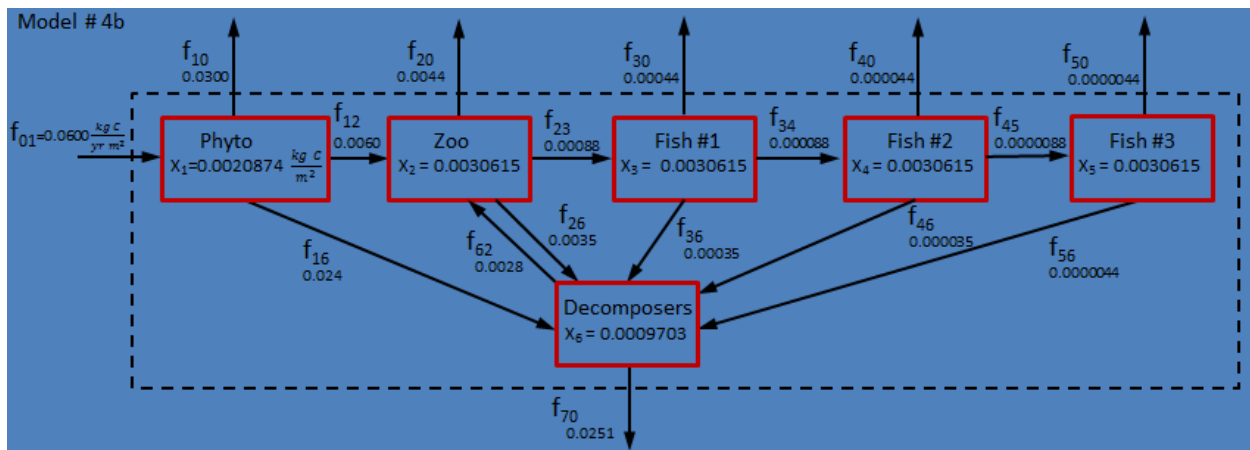 Model # 4b
f10
0.0300
f20
0.0044
f30
0.00044
f40
0.000044
f50
0.0000044
f01=0.0600 kg C / yr m²
Phyto
X1=0.0020874 kg C / m²
f12
0.0060
Zoo
X2 = 0.0030615
f23
0.00088
Fish #1
X3 = 0.0030615
f34
0.000088
Fish #2
X4 = 0.0030615
f45
0.0000088
Fish #3
X5 = 0.0030615
f16
0.024
f62
0.0028
f26
0.0035
f36
0.00035
f46
0.000035
f56
0.0000044
Decomposers
X6 = 0.0009703
f70
0.0251